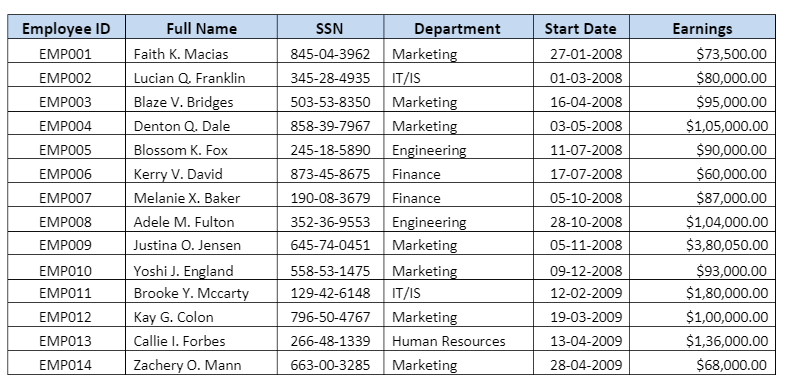 Employee ID Full Name SSN Department Start Date Earnings
EMP001 Faith K. Macias 845-04-3962 Marketing 27-01-2008 $73,500.00
EMP002 Lucian Q. Franklin 345-28-4935 IT/IS 01-03-2008 $80,000.00
EMP003 Blaze V. Bridges 503-53-8350 Marketing 16-04-2008 $95,000.00
EMP004 Denton Q. Dale 858-39-7967 Marketing 03-05-2008 $1,05,000.00
EMP005 Blossom K. Fox 245-18-5890 Engineering 11-07-2008 $90,000.00
EMP006 Kerry V. David 873-45-8675 Finance 17-07-2008 $60,000.00
EMP007 Melanie X. Baker 190-08-3679 Finance 05-10-2008 $87,000.00
EMP008 Adele M. Fulton 352-36-9553 Engineering 28-10-2008 $1,04,000.00
EMP009 Justina O. Jensen 645-74-0451 Marketing 05-11-2008 $3,80,050.00
EMP010 Yoshi J. England 558-53-1475 Marketing 09-12-2008 $93,000.00
EMP011 Brooke Y. Mccarty 129-42-6148 IT/IS 12-02-2009 $1,80,000.00
EMP012 Kay G. Colon 796-50-4767 Marketing 19-03-2009 $1,00,000.00
EMP013 Callie I. Forbes 266-48-1339 Human Resources 13-04-2009 $1,36,000.00
EMP014 Zachery O. Mann 663-00-3285 Marketing 28-04-2009 $68,000.00